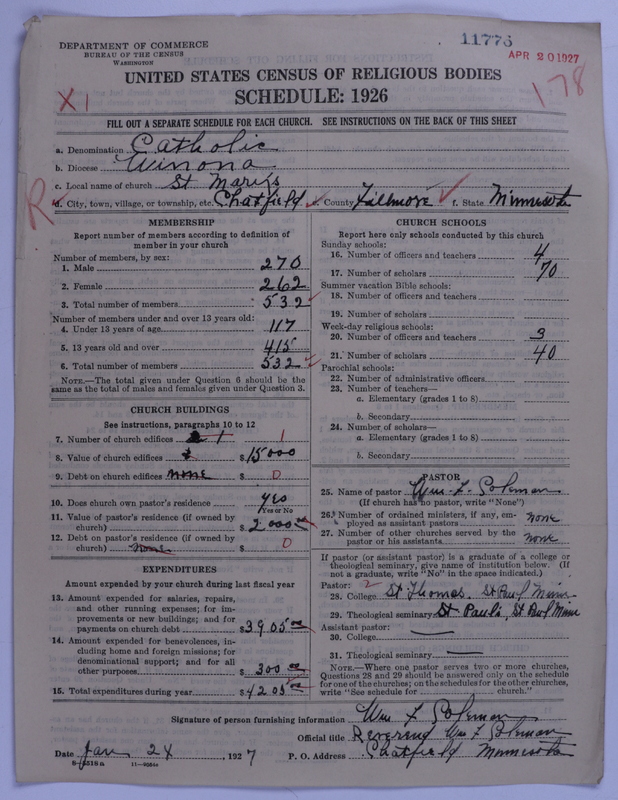 DEPARTMENT OF COMMERCE
BUREAU OF THE CENSUS
WASHINGTON
11776
APR 20 1927
178
X1
UNITED STATES CENSUS OF RELIGIOUS BODIES
SCHEDULE: 1926
FILL OUT A SEPARATE SCHEDULE FOR EACH CHURCH. SEE INSTRUCTIONS ON THE BACK OF THIS SHEET
a. Denomination Catholic
b. Diocese Winona
c. Local name of church St Mary's
R
d. City, town, village, or township, etc. Chatfield e. County Fillmore f. State Minnesota
MEMBERSHIP
Report number of members according to definition of
member in your church
Number of members, by sex:
1. Male 270
2. Female 262
3. Total number of members 532
Number of members under and over 13 years old:
4. Under 13 years of age 117
5. 13 years old and over 415
6. Total number of members 532
NOTE.—The total given under Question 6 should be the
same as the total of males and females given under Question 3.
CHURCH BUILDINGS
See instructions, paragraphs 10 to 12
7. Number of church edifices 1 1
8. Value of church edifices $15000
9. Debt on church edifices none 0
10. Does church own pastor's residence yes
Yes or No
11. Value of pastor's residence (if owned by
church) $2000 00
12. Debt on pastor's residence (if owned by
church) none 0
EXPENDITURES
Amount expended by your church during last fiscal year
13. Amount expended for salaries, repairs,
and other running expenses; for im-
provements or new buildings; and for
payments on church debt $3905 00
14. Amount expended for benevolences, in-
cluding home and foreign missions; for
denominational support; and for all
other purposes $300 00
15. Total expenditures during year $4205 00
CHURCH SCHOOLS
Report here only schools conducted by this church
Sunday schools:
16. Number of officers and teachers 4
17. Number of scholars 70
Summer vacation Bible schools:
18. Number of officers and teachers
19. Number of scholars
Week-day religious schools:
20. Number of officers and teachers 3
21. Number of scholars 40
Parochial schools:
22. Number of administrative officers
23. Number of teachers—
a. Elementary (grades 1 to 8)
b. Secondary
24. Number of scholars—
a. Elementary (grades 1 to 8)
b. Secondary
PASTOR
25. Name of pastor Wm. F. Coleman
(If church has no pastor, write "None")
26. Number of ordained ministers, if any, em-
ployed as assistant pastors none
27. Number of other churches served by the
pastor or his assistants none
If pastor (or assistant pastor) is a graduate of a college or
theological seminary, give name of institution below. (If
not a graduate, write "No" in the space indicated.)
Pastor: 2
28. College St Thomas, St Paul Minn
29. Theological seminary St. Paul's, St Paul Minn
Assistant pastor:
30. College
31. Theological seminary
NOTE.—Where one pastor serves two or more churches,
Questions 28 and 29 should be answered only on the schedule
for one of the churches; on the schedules for the other churches,
write "See schedule for church."
Signature of person furnishing information Wm F Coleman
Official title Wm F Coleman
Date Jan 24, 1927 P. O. Address Chatfield Minnesota
8—5518a 11—9064a